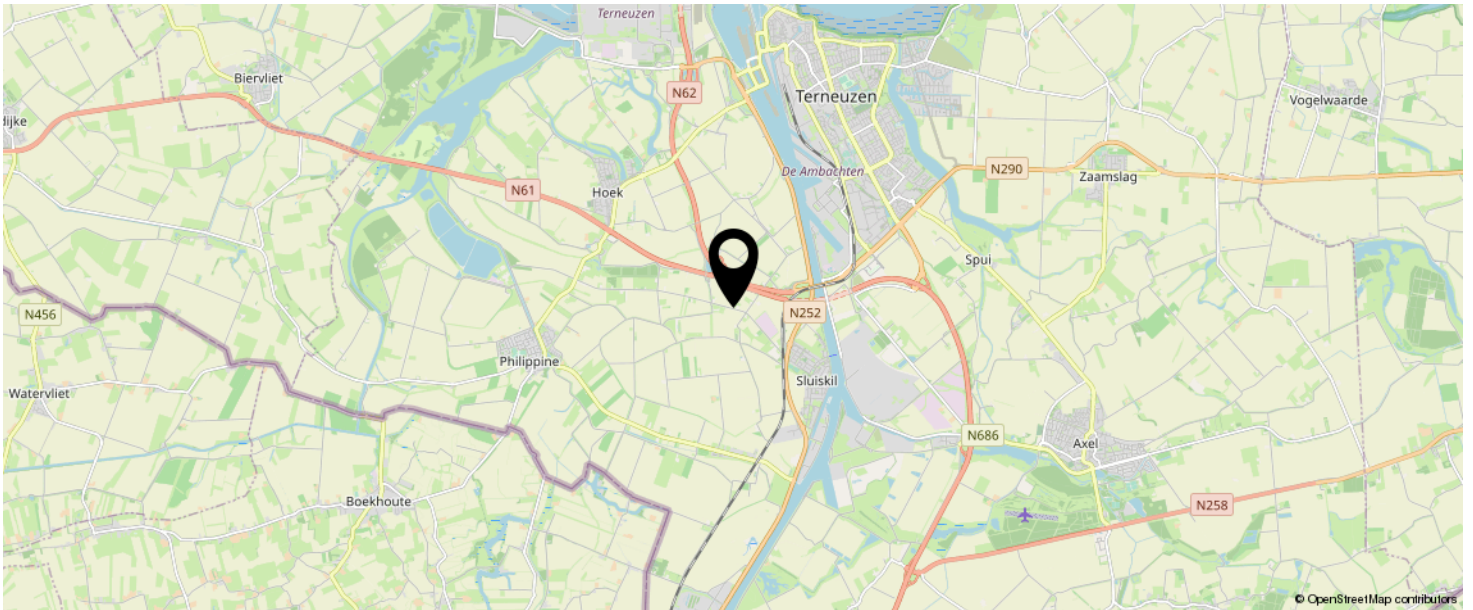 Terneuzen
Biervliet
dijke
N62
Terneuzen
Vogelwaarde
De Ambachten
N290
Zaamslag
N61
Hoek
Spui
N456
N252
Philippine
Sluiskil
Watervliet
N686
Axel
Boekhoute
N258
© OpenStreetMap contributors